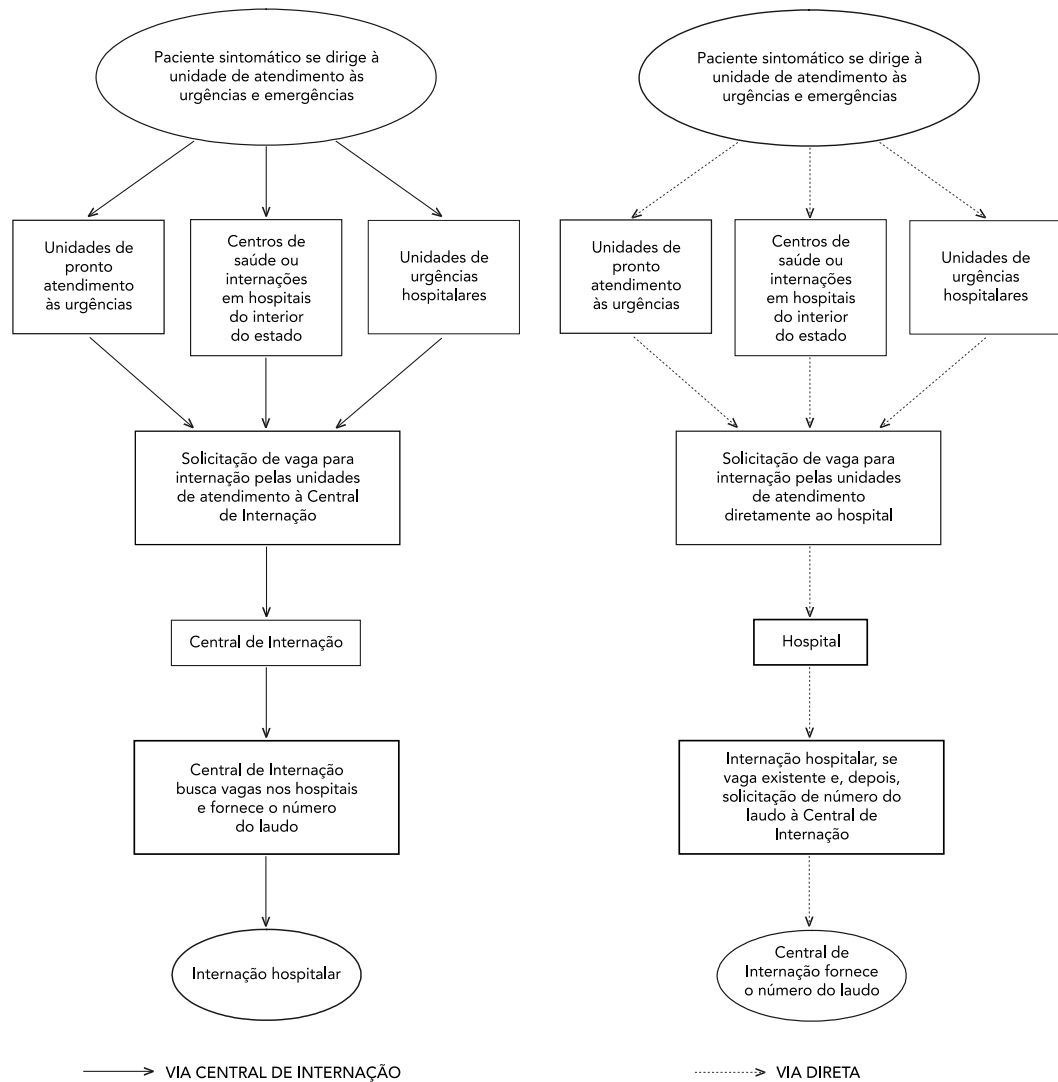 Paciente sintomático se dirige à
unidade de atendimento às
urgências e emergências
Unidades de
pronto
atendimento
às urgências
Centros de
saúde ou
internações
em hospitais
do interior
do estado
Unidades de
urgências
hospitalares
Solicitação de vaga para
internação pelas unidades
de atendimento à Central
de Internação
Central de Internação
Central de Internação
busca vagas nos hospitais
e fornece o número
do laudo
Internação hospitalar
VIA CENTRAL DE INTERNAÇÃO
Paciente sintomático se dirige à
unidade de atendimento às
urgências e emergências
Unidades de
pronto
atendimento
às urgências
Centros de
saúde ou
internações
em hospitais
do interior
do estado
Unidades de
urgências
hospitalares
Solicitação de vaga para
internação pelas unidades
de atendimento
diretamente ao hospital
Hospital
Internação hospitalar, se
vaga existente e, depois,
solicitação de número do
laudo à Central de
Internação
Central de
Internação fornece
o número do laudo
VIA DIRETA